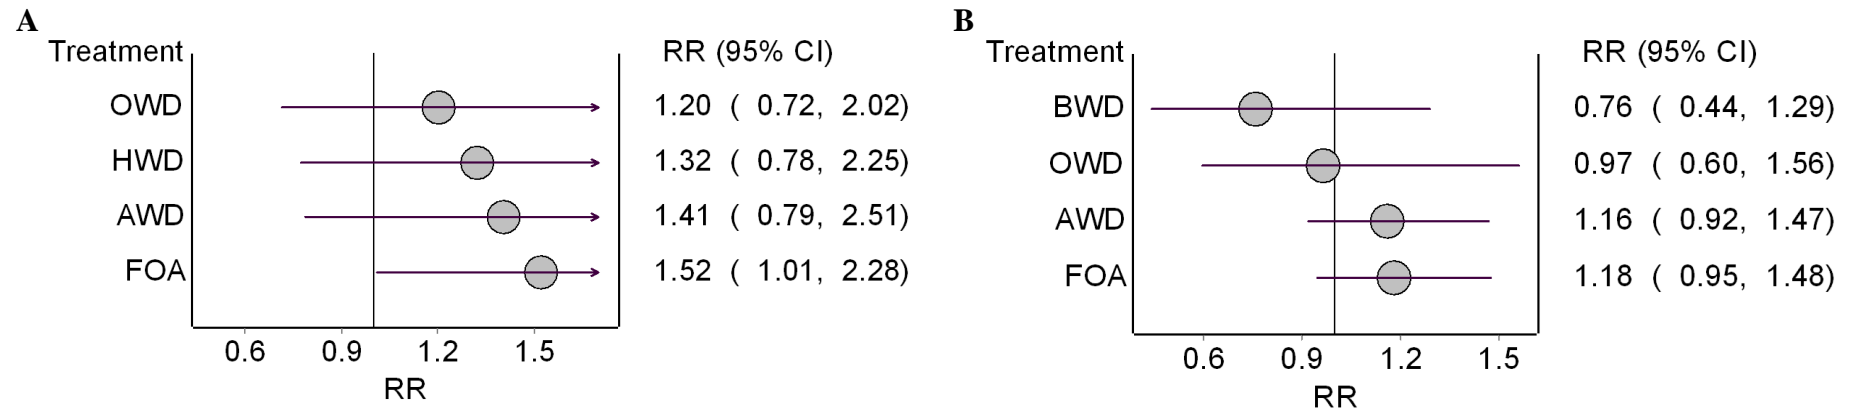 A
Treatment RR (95% CI)
OWD 1.20 ( 0.72, 2.02)
HWD 1.32 ( 0.78, 2.25)
AWD 1.41 ( 0.79, 2.51)
FOA 1.52 ( 1.01, 2.28)
0.6 0.9 1.2 1.5
RR
B
Treatment RR (95% CI)
BWD 0.76 ( 0.44, 1.29)
OWD 0.97 ( 0.60, 1.56)
AWD 1.16 ( 0.92, 1.47)
FOA 1.18 ( 0.95, 1.48)
0.6 0.9 1.2 1.5
RR